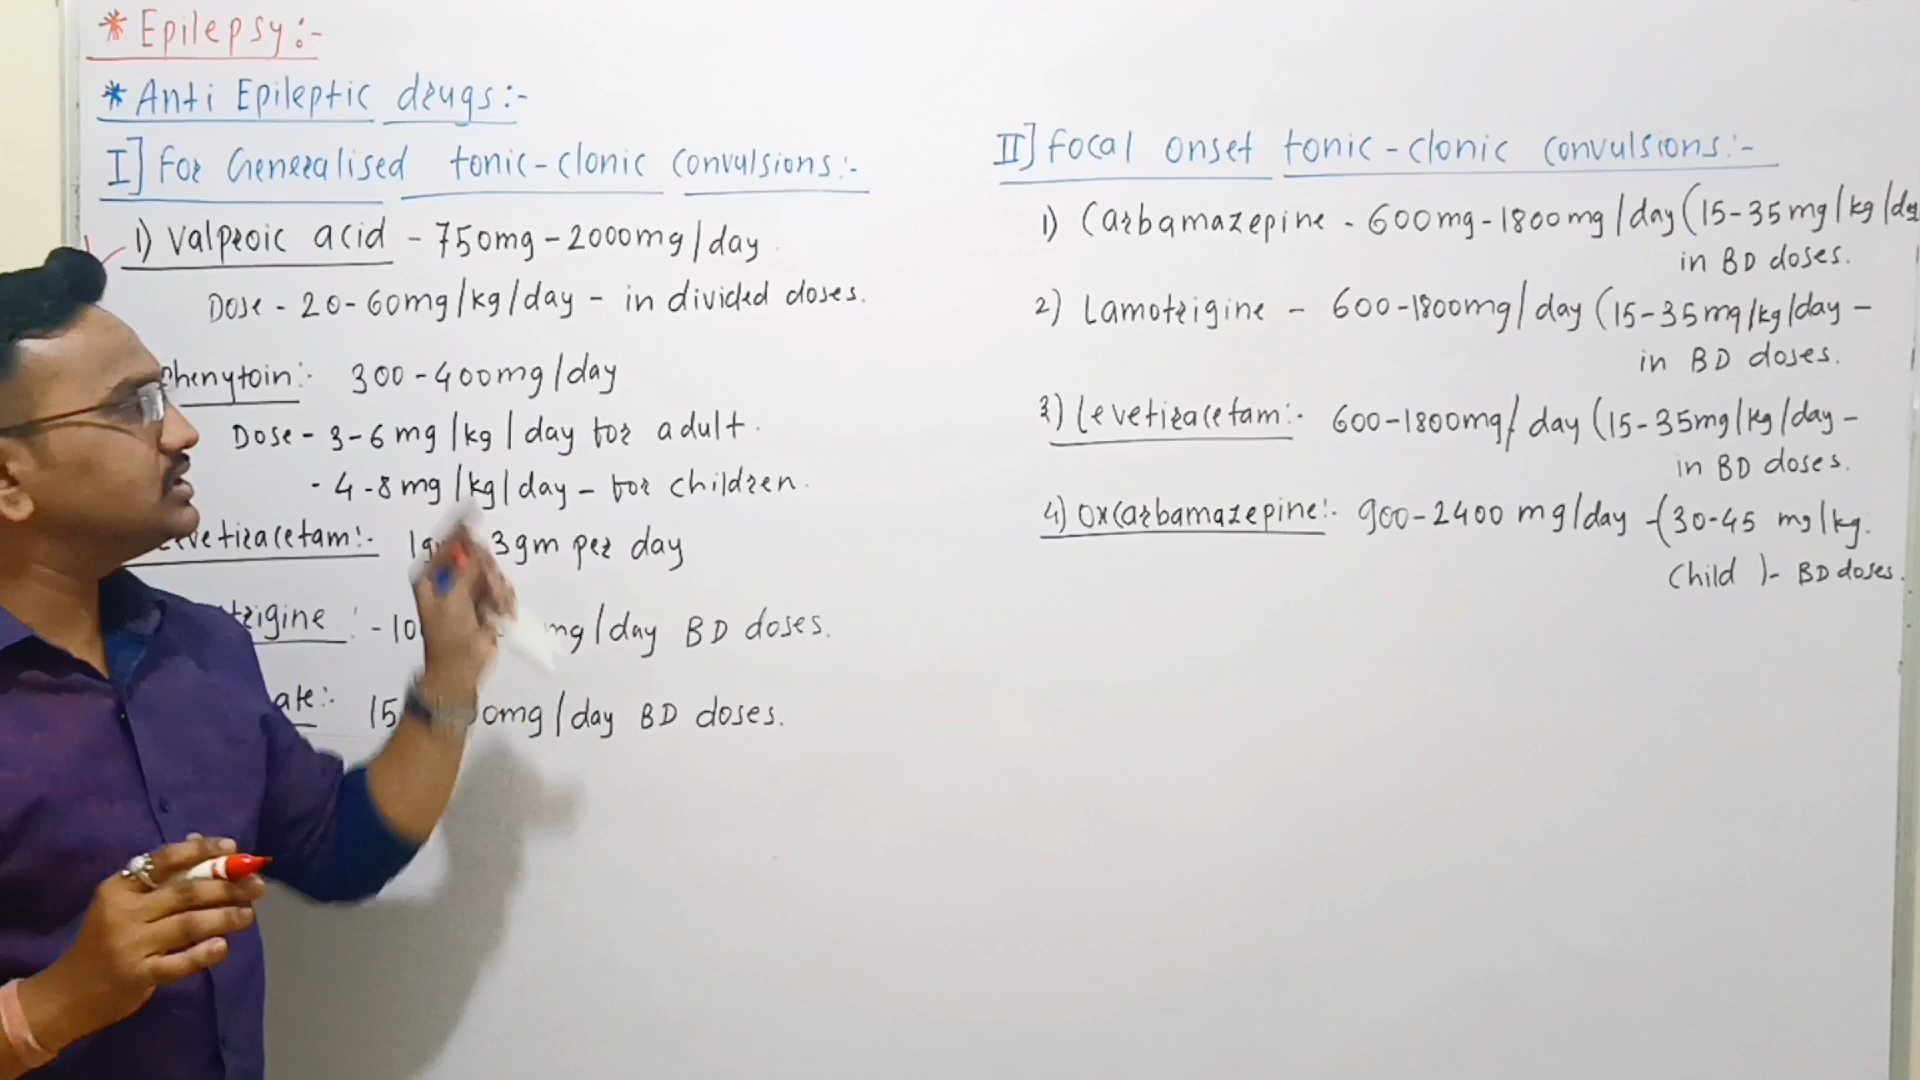 * Epilepsy:-
* Anti Epileptic drugs:-
I] For Generalised tonic-clonic convulsions:-
1) Valproic acid - 750mg - 2000mg/day
Dose - 20-60mg/kg/day - in divided doses.
Phenytoin:- 300-400mg/day
Dose - 3-6 mg/kg/day for adult.
- 4-8mg/kg/day - for children.
3gm per day
mg/day BD doses.
mg/day BD doses.
II] Focal onset tonic-clonic convulsions:-
1) Carbamazepine - 600mg-1800mg/day (15-35mg/kg/day
in BD doses.
2) Lamotrigine - 600-1800mg/day (15-35mg/kg/day -
in BD doses.
3) Levetiracetam:- 600-1800mg/day (15-35mg/kg/day -
in BD doses.
4) Oxcarbamazepine:- 900-2400 mg/day - (30-45 mg/kg.
child )- BD doses.